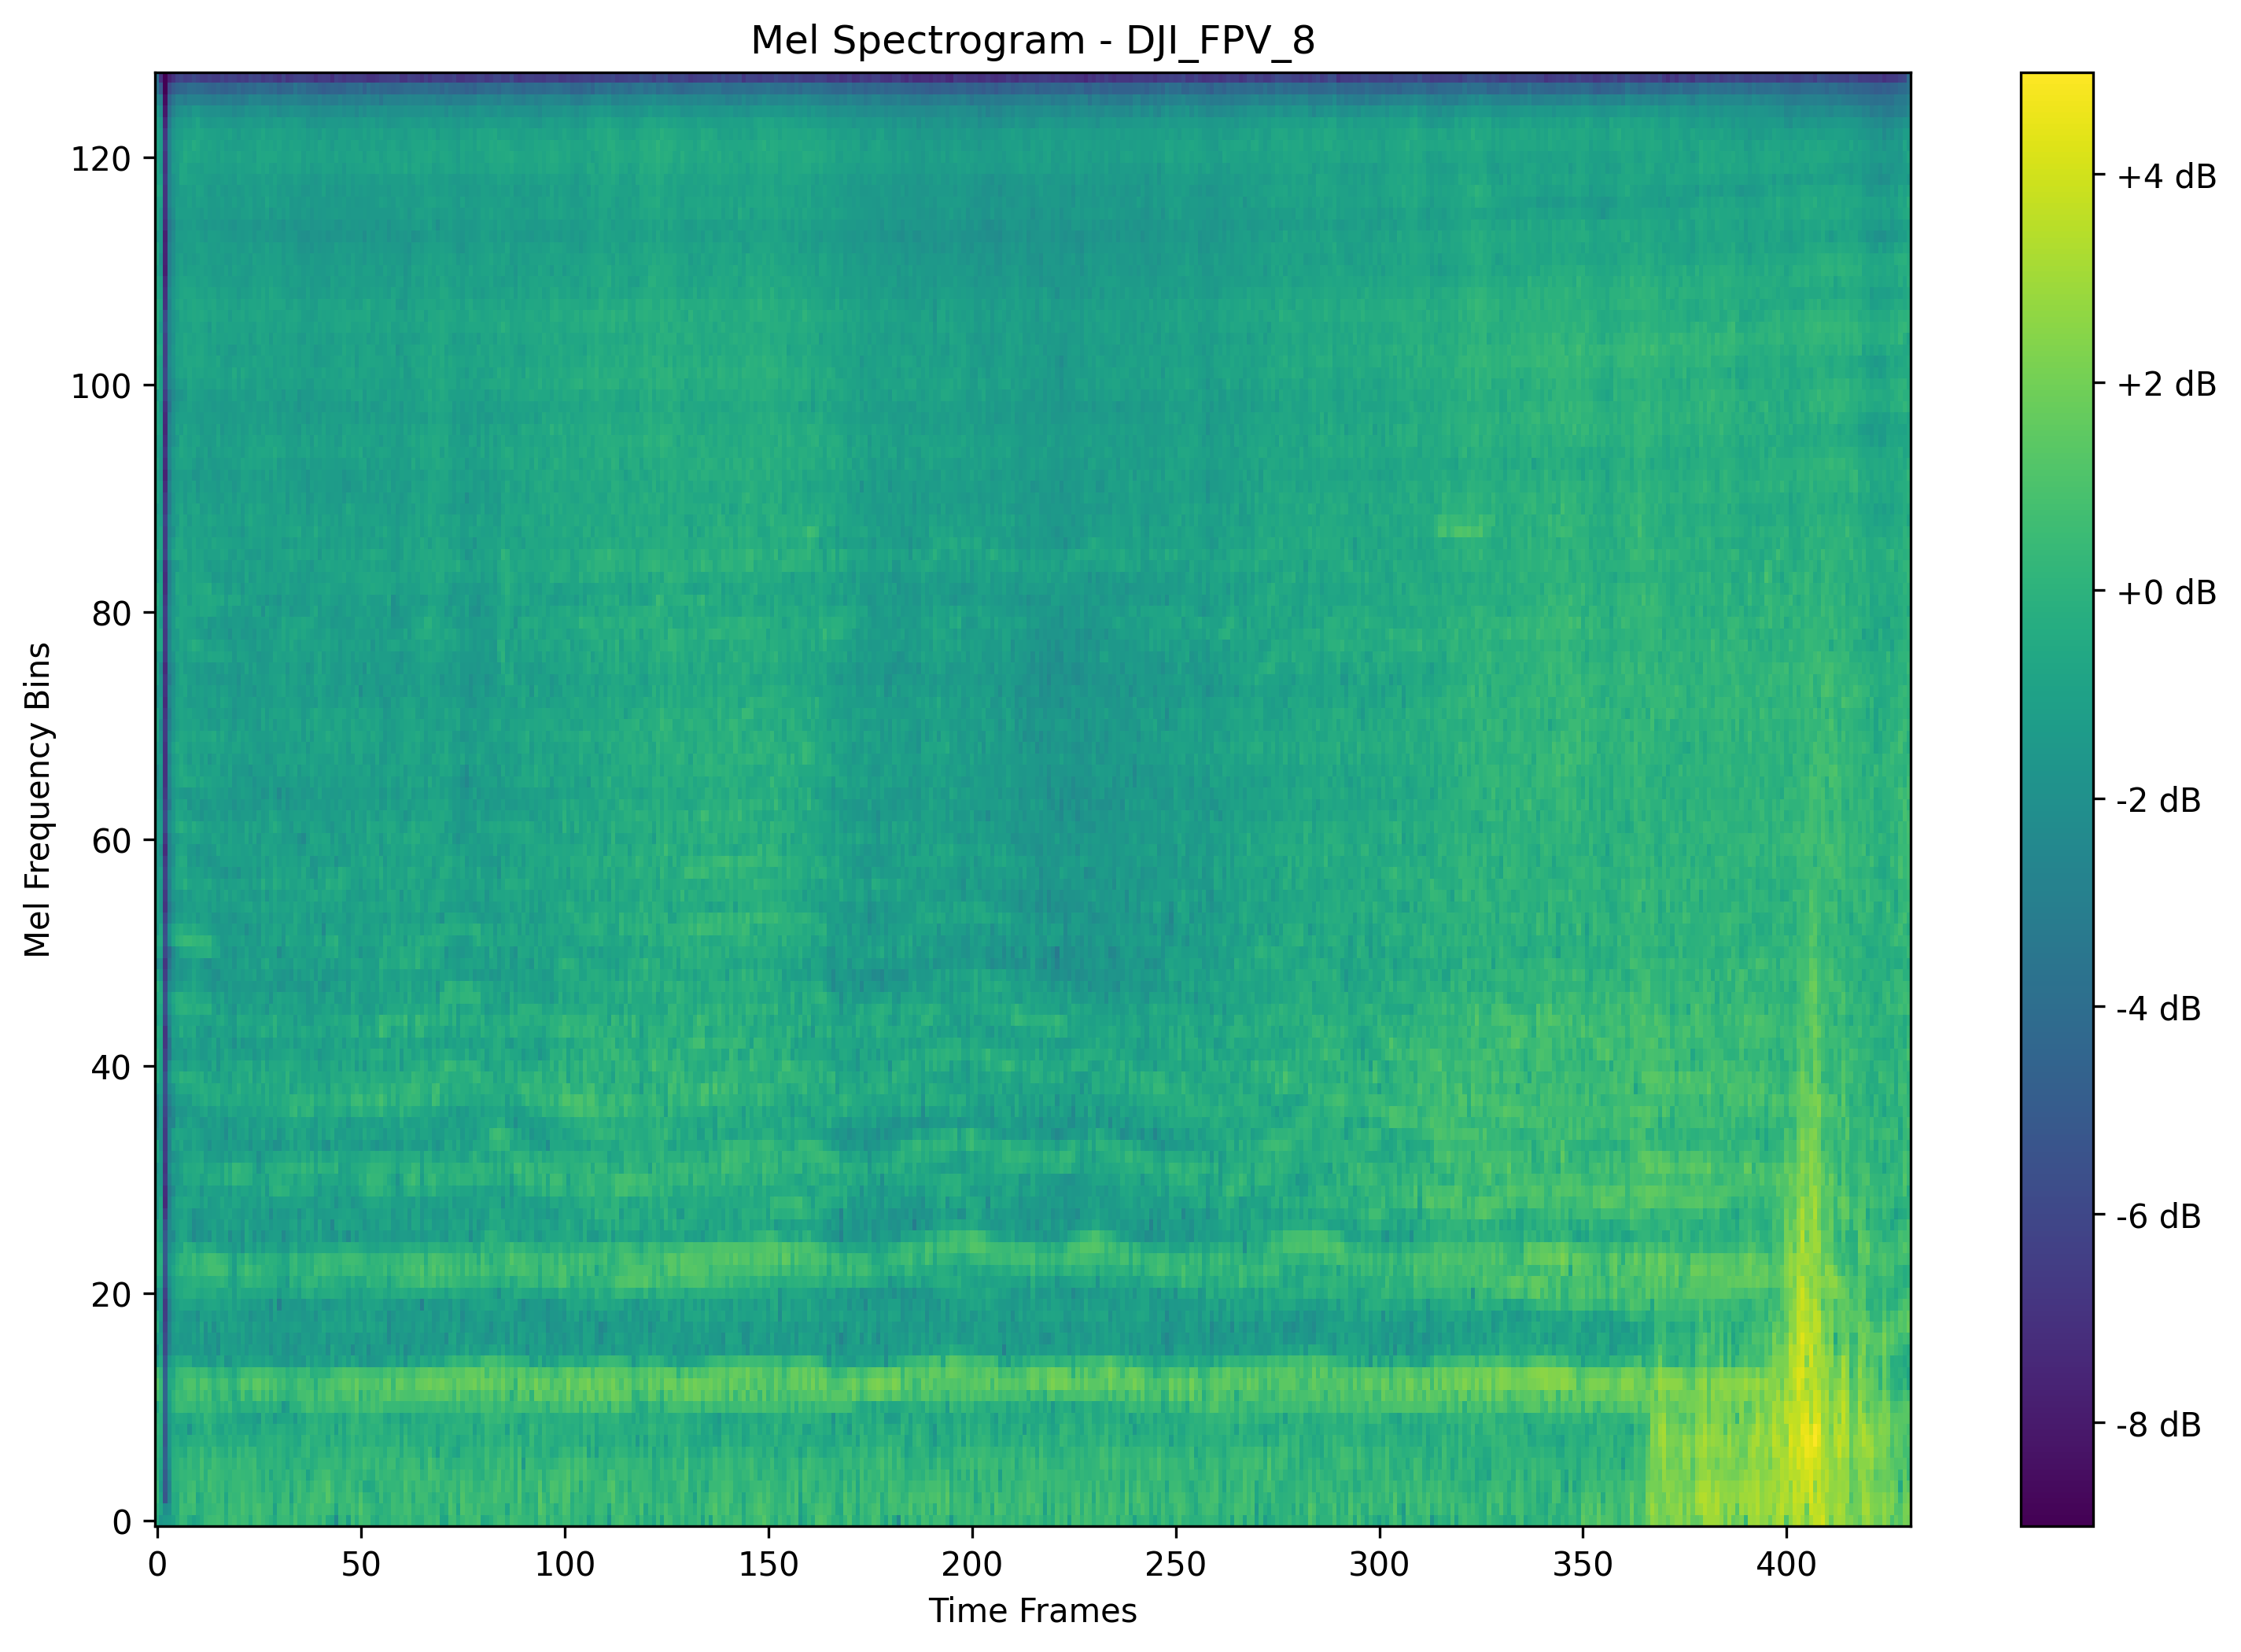 Mel Spectrogram - DJI_FPV_8
Mel Frequency Bins
120
100
80
60
40
20
0
0 50 100 150 200 250 300 350 400
Time Frames
+4 dB
+2 dB
+0 dB
-2 dB
-4 dB
-6 dB
-8 dB